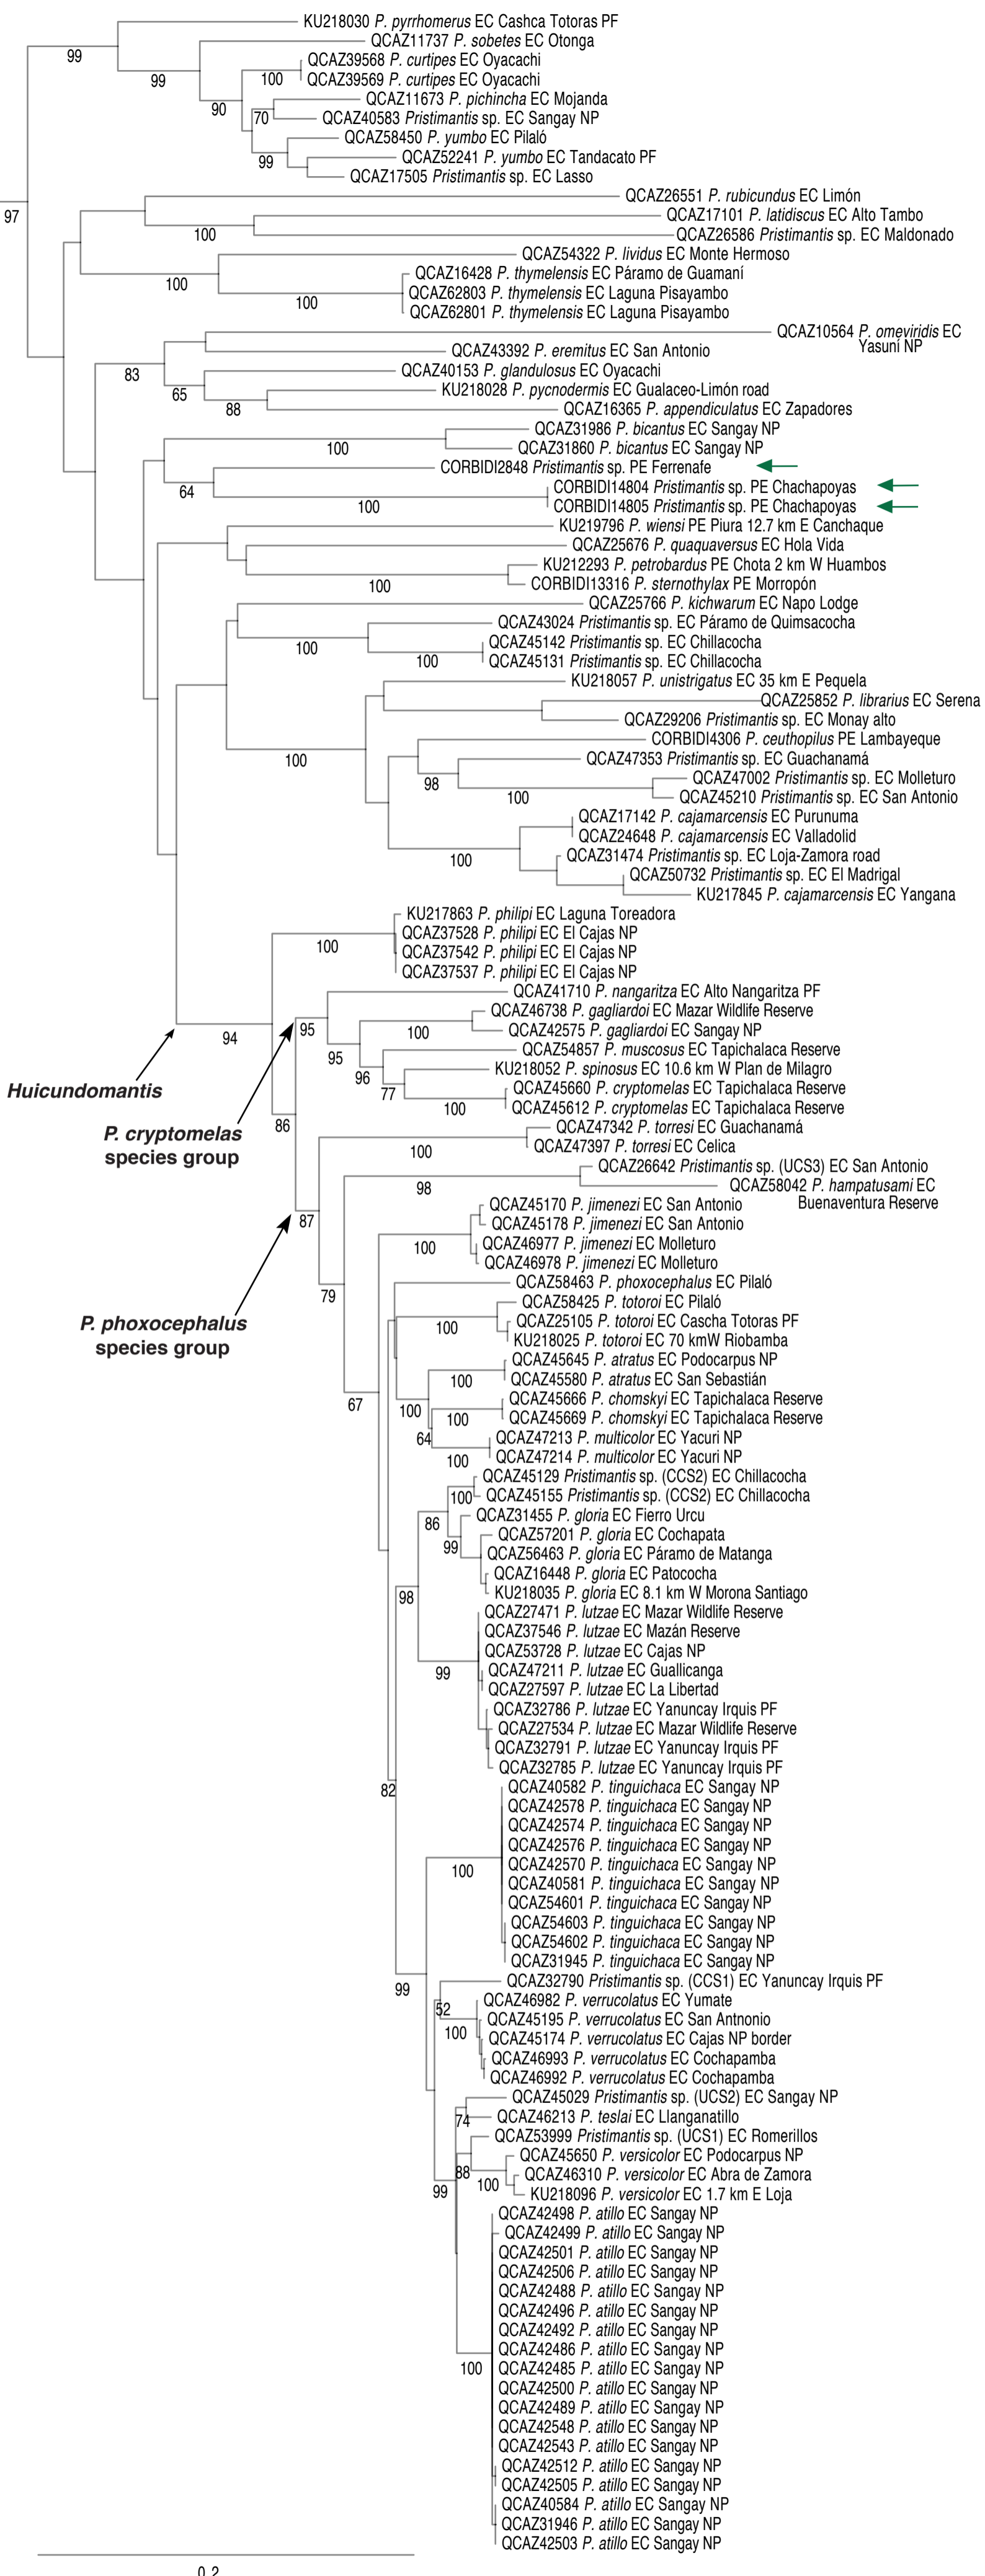 KU218030 P. pyrrhomerus EC Cashca Totoras PF
QCAZ11737 P. sobetes EC Otonga
99
QCAZ39568 P. curtipes EC Oyacachi
99
100
QCAZ39569 P. curtipes EC Oyacachi
QCAZ11673 P. pichincha EC Mojanda
90
70
QCAZ40583 Pristimantis sp. EC Sangay NP
QCAZ58450 P. yumbo EC Pilaló
99
QCAZ52241 P. yumbo EC Tandacato PF
QCAZ17505 Pristimantis sp. EC Lasso
QCAZ26551 P. rubicundus EC Limón
97
QCAZ17101 P. latidiscus EC Alto Tambo
100
QCAZ26586 Pristimantis sp. EC Maldonado
QCAZ54322 P. lividus EC Monte Hermoso
QCAZ16428 P. thymelensis EC Páramo de Guamaní
100
QCAZ62803 P. thymelensis EC Laguna Pisayambo
100
QCAZ62801 P. thymelensis EC Laguna Pisayambo
QCAZ10564 P. omeviridis EC
Yasuní NP
QCAZ43392 P. eremitus EC San Antonio
83
QCAZ40153 P. glandulosus EC Oyacachi
65
KU218028 P. pycnodermis EC Gualaceo-Limón road
88
QCAZ16365 P. appendiculatus EC Zapadores
QCAZ31986 P. bicantus EC Sangay NP
100
QCAZ31860 P. bicantus EC Sangay NP
CORBIDI2848 Pristimantis sp. PE Ferrenafe
64
CORBIDI14804 Pristimantis sp. PE Chachapoyas
100
CORBIDI14805 Pristimantis sp. PE Chachapoyas
KU219796 P. wiensi PE Piura 12.7 km E Canchaque
QCAZ25676 P. quaquaversus EC Hola Vida
KU212293 P. petrobardus PE Chota 2 km W Huambos
100
CORBIDI13316 P. sternothylax PE Morropón
QCAZ25766 P. kichwarum EC Napo Lodge
QCAZ43024 Pristimantis sp. EC Páramo de Quimsacocha
100
QCAZ45142 Pristimantis sp. EC Chillacocha
100
QCAZ45131 Pristimantis sp. EC Chillacocha
KU218057 P. unistrigatus EC 35 km E Pequela
QCAZ25852 P. librarius EC Serena
QCAZ29206 Pristimantis sp. EC Monay alto
CORBIDI4306 P. ceuthopilus PE Lambayeque
100
QCAZ47353 Pristimantis sp. EC Guachanamá
98
QCAZ47002 Pristimantis sp. EC Molleturo
100
QCAZ45210 Pristimantis sp. EC San Antonio
QCAZ17142 P. cajamarcensis EC Purunuma
QCAZ24648 P. cajamarcensis EC Valladolid
100
QCAZ31474 Pristimantis sp. EC Loja-Zamora road
QCAZ50732 Pristimantis sp. EC El Madrigal
KU217845 P. cajamarcensis EC Yangana
KU217863 P. philipi EC Laguna Toreadora
QCAZ37528 P. philipi EC El Cajas NP
100
QCAZ37542 P. philipi EC El Cajas NP
QCAZ37537 P. philipi EC El Cajas NP
QCAZ41710 P. nangaritza EC Alto Nangaritza PF
QCAZ46738 P. gagliardoi EC Mazar Wildlife Reserve
95
100
QCAZ42575 P. gagliardoi EC Sangay NP
94
QCAZ54857 P. muscosus EC Tapichalaca Reserve
95
KU218052 P. spinosus EC 10.6 km W Plan de Milagro
96
QCAZ45660 P. cryptomelas EC Tapichalaca Reserve
77
Huicundomantis
100
QCAZ45612 P. cryptomelas EC Tapichalaca Reserve
86
QCAZ47342 P. torresi EC Guachanamá
P. cryptomelas
100
QCAZ47397 P. torresi EC Celica
species group
QCAZ26642 Pristimantis sp. (UCS3) EC San Antonio
98
QCAZ58042 P. hampatusami EC
Buenaventura Reserve
QCAZ45170 P. jimenezi EC San Antonio
87
QCAZ45178 P. jimenezi EC San Antonio
100
QCAZ46977 P. jimenezi EC Molleturo
QCAZ46978 P. jimenezi EC Molleturo
QCAZ58463 P. phoxocephalus EC Pilaló
79
QCAZ58425 P. totoroi EC Pilaló
P. phoxocephalus
100
QCAZ25105 P. totoroi EC Cascha Totoras PF
species group
KU218025 P. totoroi EC 70 kmW Riobamba
QCAZ45645 P. atratus EC Podocarpus NP
100
QCAZ45580 P. atratus EC San Sebastián
67
100
QCAZ45666 P. chomskyi EC Tapichalaca Reserve
100
QCAZ45669 P. chomskyi EC Tapichalaca Reserve
64
QCAZ47213 P. multicolor EC Yacuri NP
100
QCAZ47214 P. multicolor EC Yacuri NP
QCAZ45129 Pristimantis sp. (CCS2) EC Chillacocha
100
QCAZ45155 Pristimantis sp. (CCS2) EC Chillacocha
86
QCAZ31455 P. gloria EC Fierro Urcu
QCAZ57201 P. gloria EC Cochapata
99
QCAZ56463 P. gloria EC Páramo de Matanga
QCAZ16448 P. gloria EC Patococha
98
KU218035 P. gloria EC 8.1 km W Morona Santiago
QCAZ27471 P. lutzae EC Mazar Wildlife Reserve
QCAZ37546 P. lutzae EC Mazán Reserve
QCAZ53728 P. lutzae EC Cajas NP
99
QCAZ47211 P. lutzae EC Guallicanga
QCAZ27597 P. lutzae EC La Libertad
QCAZ32786 P. lutzae EC Yanuncay Irquis PF
QCAZ27534 P. lutzae EC Mazar Wildlife Reserve
QCAZ32791 P. lutzae EC Yanuncay Irquis PF
QCAZ32785 P. lutzae EC Yanuncay Irquis PF
82
QCAZ40582 P. tinguichaca EC Sangay NP
QCAZ42578 P. tinguichaca EC Sangay NP
QCAZ42574 P. tinguichaca EC Sangay NP
QCAZ42576 P. tinguichaca EC Sangay NP
100
QCAZ42570 P. tinguichaca EC Sangay NP
QCAZ40581 P. tinguichaca EC Sangay NP
QCAZ54601 P. tinguichaca EC Sangay NP
QCAZ54603 P. tinguichaca EC Sangay NP
QCAZ54602 P. tinguichaca EC Sangay NP
QCAZ31945 P. tinguichaca EC Sangay NP
99
QCAZ32790 Pristimantis sp. (CCS1) EC Yanuncay Irquis PF
52
QCAZ46982 P. verrucolatus EC Yumate
QCAZ45195 P. verrucolatus EC San Antnonio
100
QCAZ45174 P. verrucolatus EC Cajas NP border
QCAZ46993 P. verrucolatus EC Cochapamba
QCAZ46992 P. verrucolatus EC Cochapamba
QCAZ45029 Pristimantis sp. (UCS2) EC Sangay NP
74
QCAZ46213 P. teslai EC Llanganatillo
QCAZ53999 Pristimantis sp. (UCS1) EC Romerillos
QCAZ45650 P. versicolor EC Podocarpus NP
88
QCAZ46310 P. versicolor EC Abra de Zamora
99
100
KU218096 P. versicolor EC 1.7 km E Loja
QCAZ42498 P. atillo EC Sangay NP
QCAZ42499 P. atillo EC Sangay NP
QCAZ42501 P. atillo EC Sangay NP
QCAZ42506 P. atillo EC Sangay NP
QCAZ42488 P. atillo EC Sangay NP
QCAZ42496 P. atillo EC Sangay NP
QCAZ42492 P. atillo EC Sangay NP
QCAZ42486 P. atillo EC Sangay NP
100
QCAZ42485 P. atillo EC Sangay NP
QCAZ42500 P. atillo EC Sangay NP
QCAZ42489 P. atillo EC Sangay NP
QCAZ42548 P. atillo EC Sangay NP
QCAZ42543 P. atillo EC Sangay NP
QCAZ42512 P. atillo EC Sangay NP
QCAZ42505 P. atillo EC Sangay NP
QCAZ40584 P. atillo EC Sangay NP
QCAZ31946 P. atillo EC Sangay NP
QCAZ42503 P. atillo EC Sangay NP
0.2